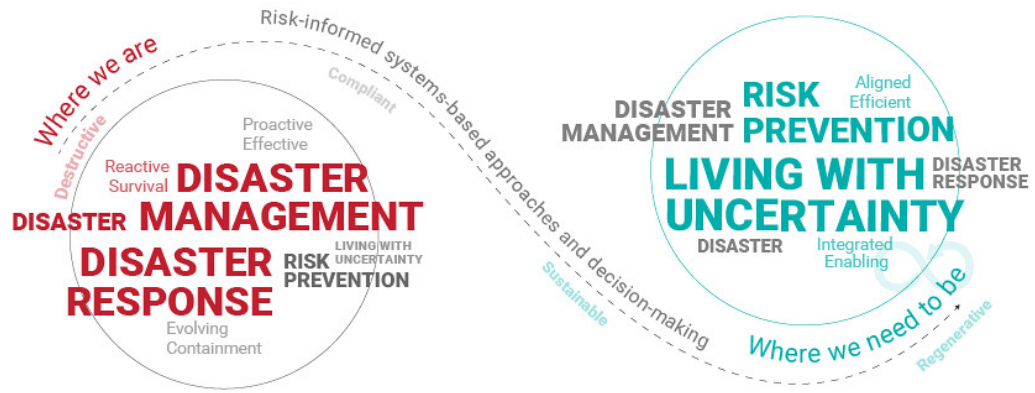 Where we are
Destructive
Risk-informed systems-based approaches and decision-making
Compliant
Sustainable
Proactive
Effective
Reactive
Survival
DISASTER
MANAGEMENT
DISASTER
DISASTER
RESPONSE
RISK
PREVENTION
LIVING WITH
UNCERTAINTY
Evolving
Containment
DISASTER
MANAGEMENT
RISK
PREVENTION
Aligned
Efficient
LIVING WITH
UNCERTAINTY
DISASTER
RESPONSE
DISASTER
Integrated
Enabling
Where we need to be
Regenerative